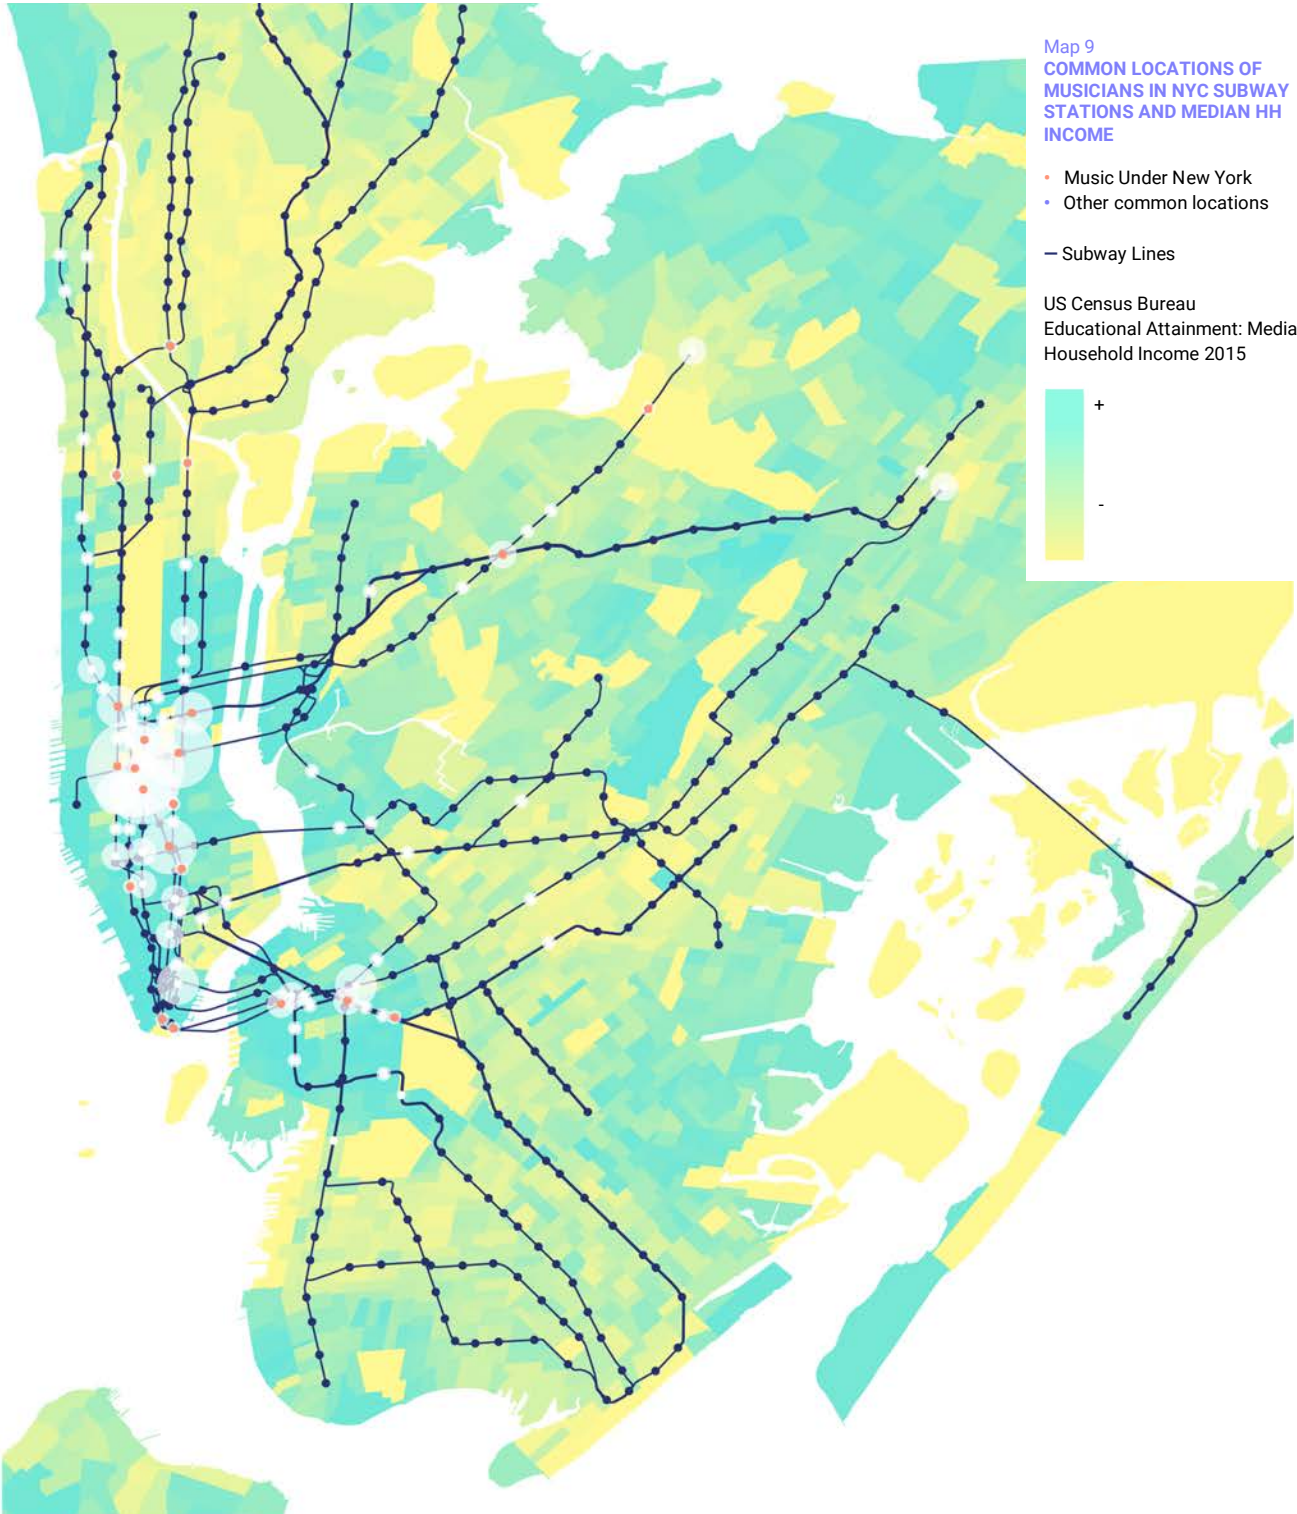 Map 9
COMMON LOCATIONS OF
MUSICIANS IN NYC SUBWAY
STATIONS AND MEDIAN HH
INCOME
Music Under New York
Other common locations
Subway Lines
US Census Bureau
Educational Attainment: Media
Household Income 2015
+
-